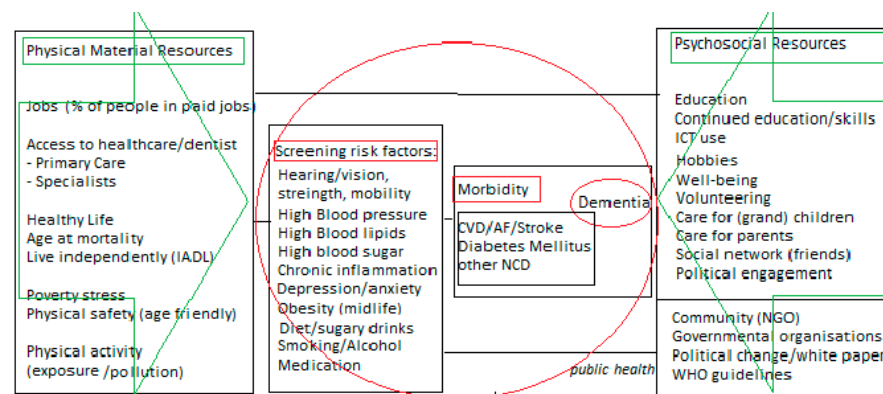 Physical Material Resources
Jobs (% of people in paid jobs)
Access to healthcare/dentist
- Primary Care
- Specialists
Healthy Life
Age at mortality
Live independently (IADL)
Poverty stress
Physical safety (age friendly)
Physical activity
(exposure /pollution)
Screening risk factors:
Hearing/vision,
streingth, mobility
High Blood pressure
High Blood lipids
High blood sugar
Chronic inflammation
Depression/anxiety
Obesity (midlife)
Diet/sugary drinks
Smoking/Alcohol
Medication
Morbidity
Dementia
CVD/AF/Stroke
Diabetes Mellitus
other NCD
public health
Psychosocial Resources
Education
Continued education/skills
ICT use
Hobbies
Well-being
Volunteering
Care for (grand) children
Care for parents
Social network (friends)
Political engagement
Community (NGO)
Governmental organisations
Political change/white paper
WHO guidelines